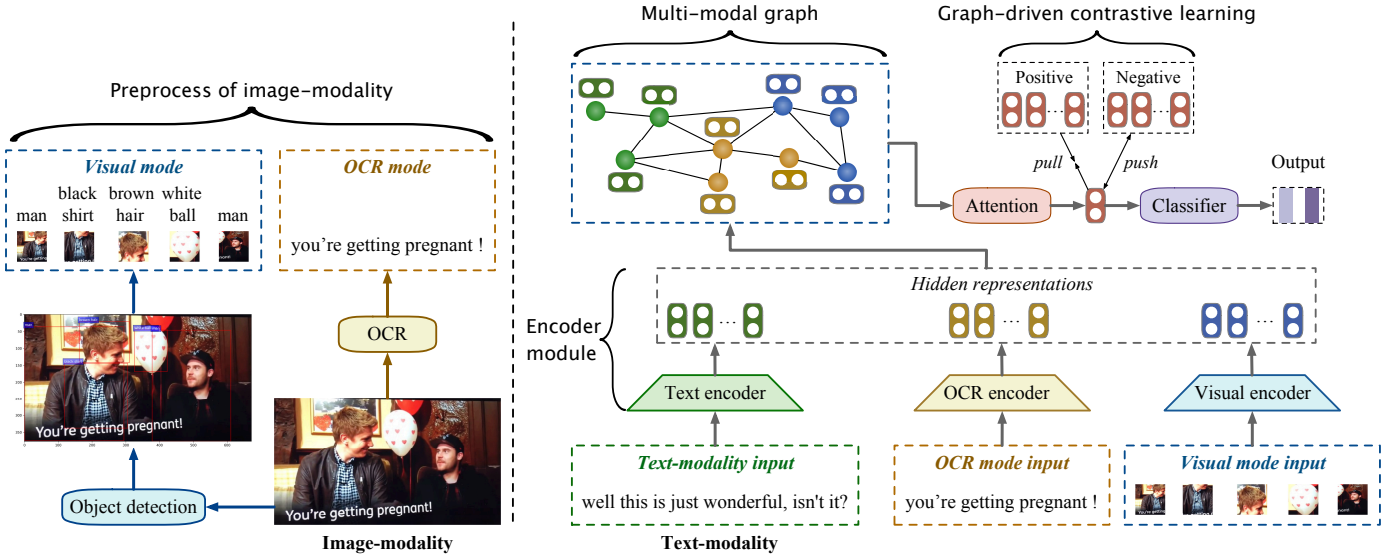 Preprocess of image-modality
Visual mode
man
black
shirt
brown
hair
white
ball
man
OCR mode
you're getting pregnant !
OCR
You're getting pregnant!
Object detection
You're getting pregnant!
Image-modality
Multi-modal graph
Graph-driven contrastive learning
Positive
...
Negative
...
pull
push
Attention
Classifier
Output
Encoder
module
Hidden representations
...
...
...
Text encoder
OCR encoder
Visual encoder
Text-modality input
well this is just wonderful, isn't it?
OCR mode input
you're getting pregnant !
Visual mode input
Text-modality